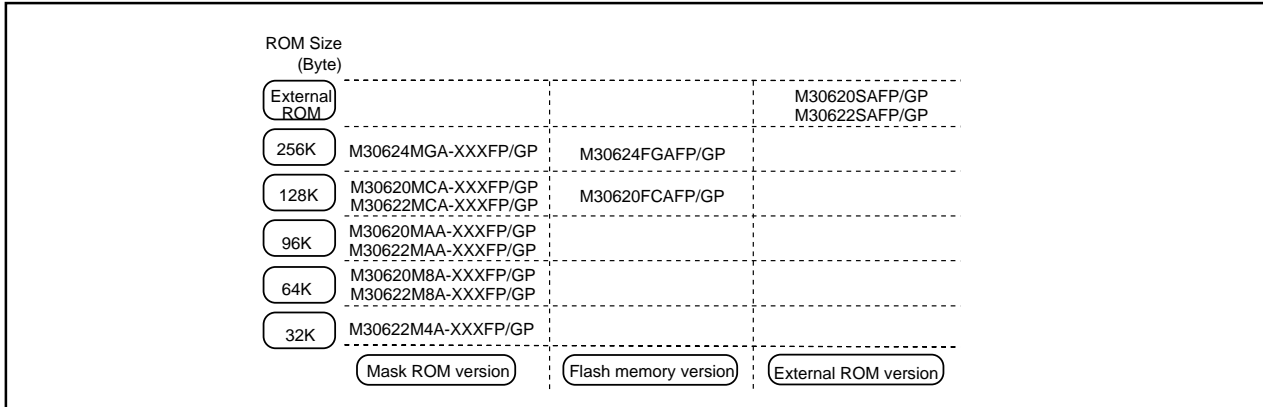 ROM Size
(Byte)
External
ROM
M30620SAFP/GP
M30622SAFP/GP
256K
M30624MGA-XXXFP/GP
M30624FGAFP/GP
128K
M30620MCA-XXXFP/GP
M30622MCA-XXXFP/GP
M30620FCAFP/GP
96K
M30620MAA-XXXFP/GP
M30622MAA-XXXFP/GP
64K
M30620M8A-XXXFP/GP
M30622M8A-XXXFP/GP
32K
M30622M4A-XXXFP/GP
Mask ROM version
Flash memory version
External ROM version